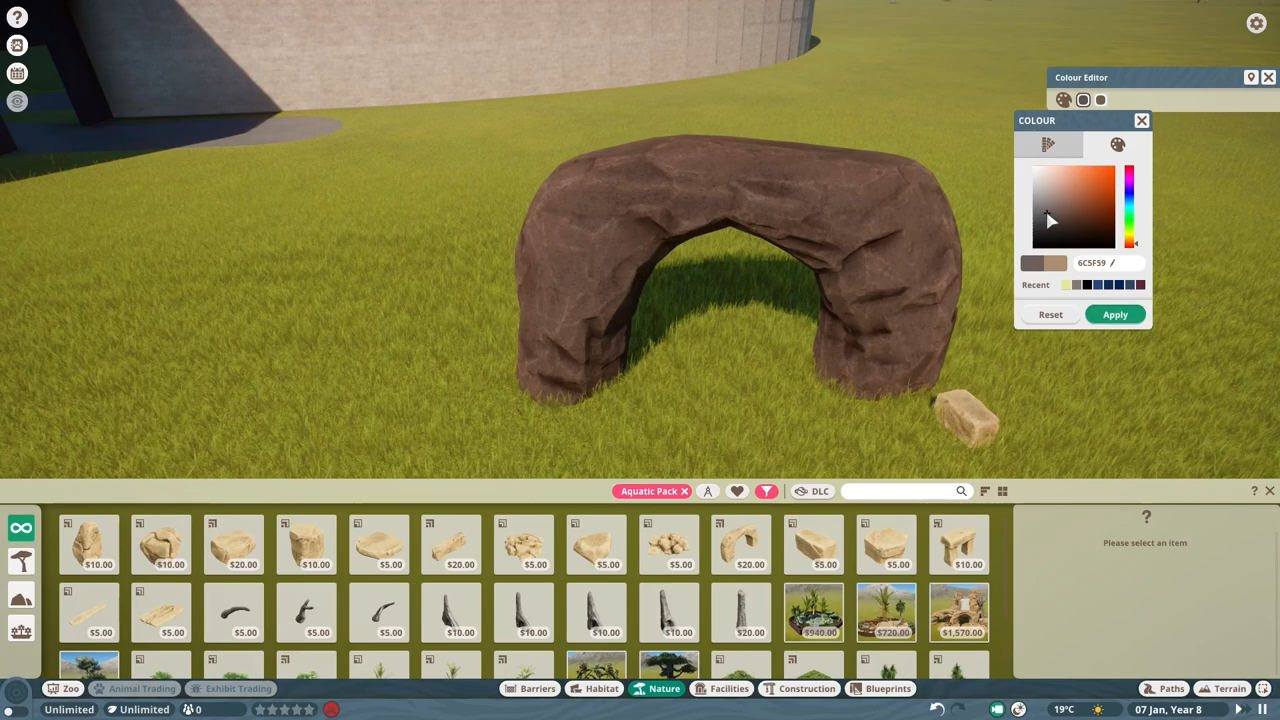 ?
Colour Editor
COLOUR
6C5F59
Recent
Reset
Apply
Aquatic Pack
DLC
?
$10.00 $10.00 $20.00 $10.00 $5.00 $20.00 $5.00 $5.00 $5.00 $20.00 $5.00 $5.00 $10.00
?
Please select an item
$5.00 $5.00 $5.00 $5.00 $5.00 $10.00 $10.00 $10.00 $10.00 $20.00 $940.00 $720.00 $1,570.00
Zoo Animal Trading Exhibit Trading Barriers Habitat Nature Facilities Construction Blueprints Paths Terrain
Unlimited Unlimited 0 19°C 07 Jan, Year 8